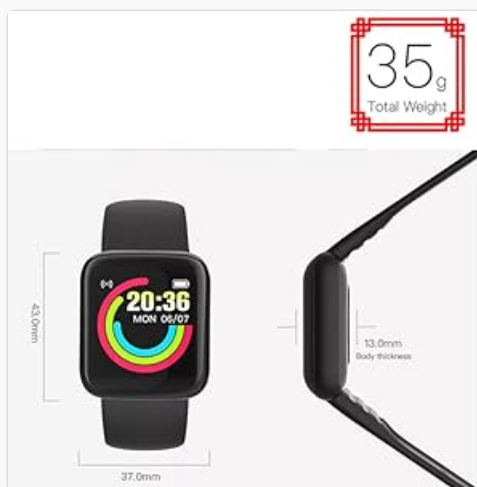 35g
Total Weight
20:36
MON 06/07
43.0mm
13.0mm
Body thickness
37.0mm